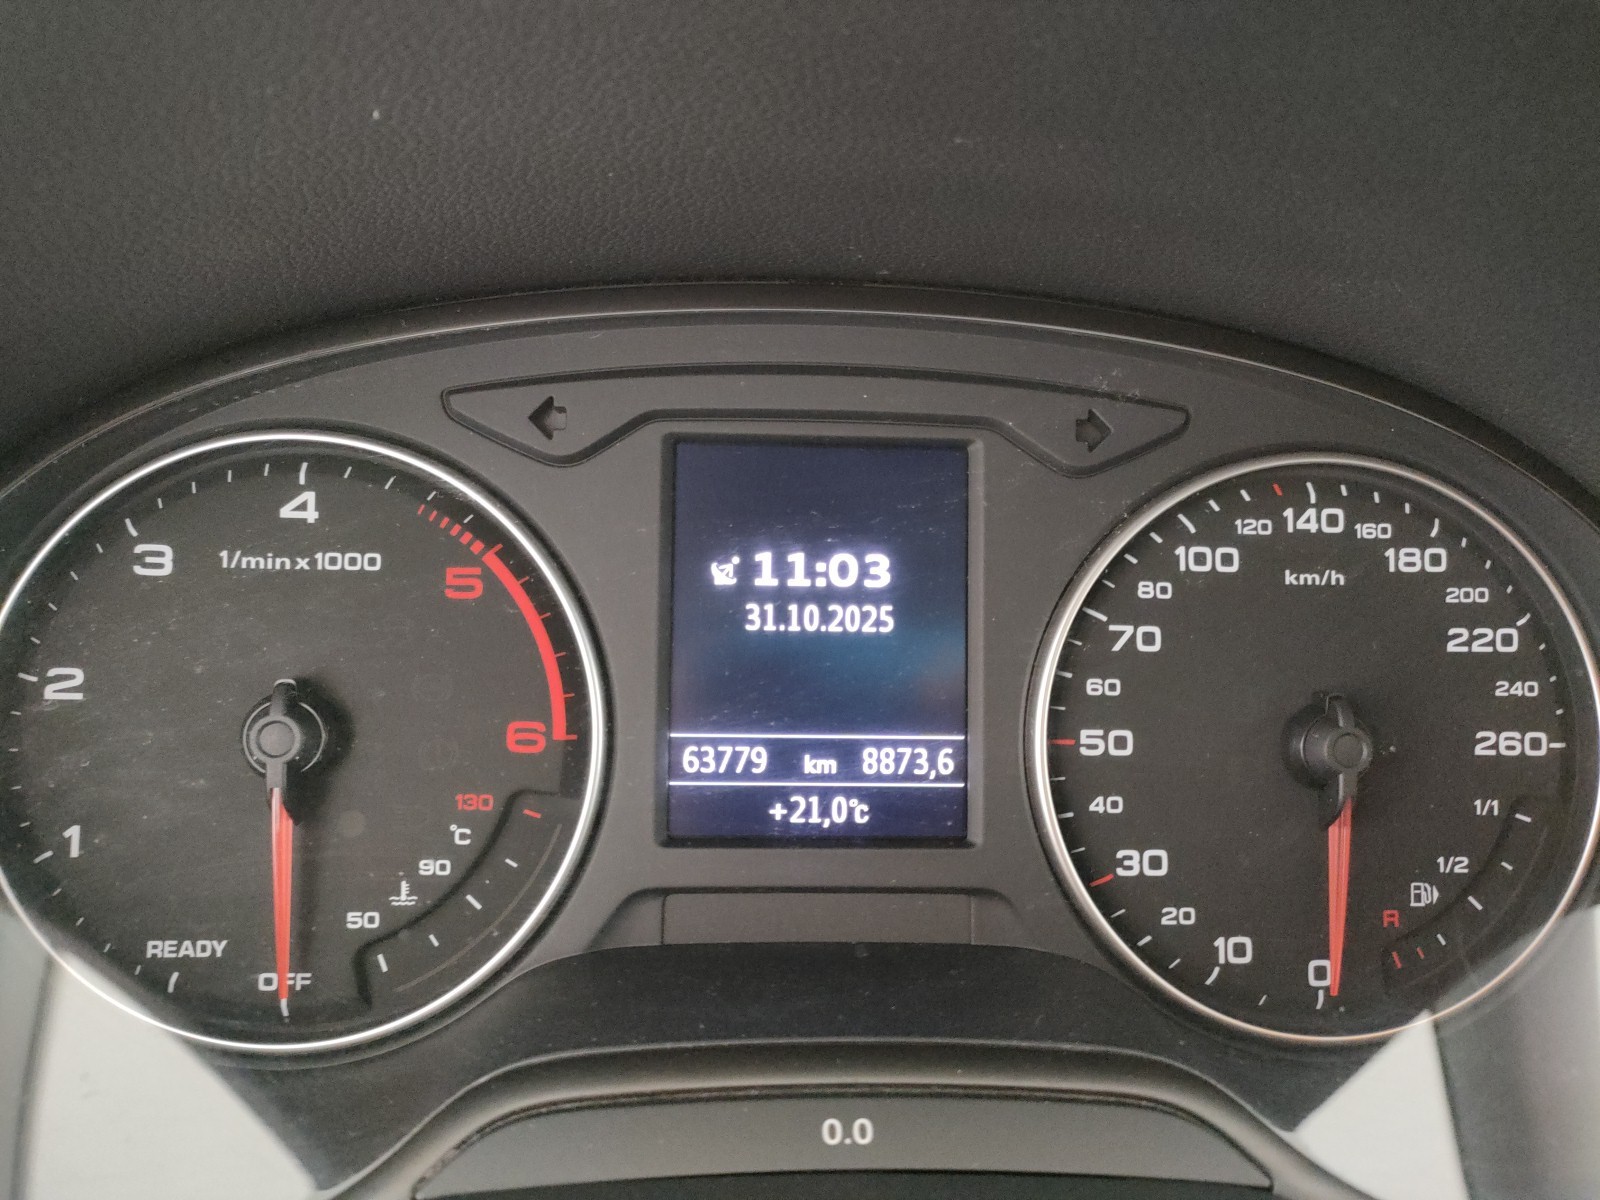 4
3
1/min x 1000
5
2
6
1
130
°C
90
50
READY
OFF
11:03
31.10.2025
63779 km 8873,6
+21,0°C
120 140 160
100 180
km/h
80 200
70 220
60 240
50 260
40 1/1
30 1/2
20 R
10
0
0.0